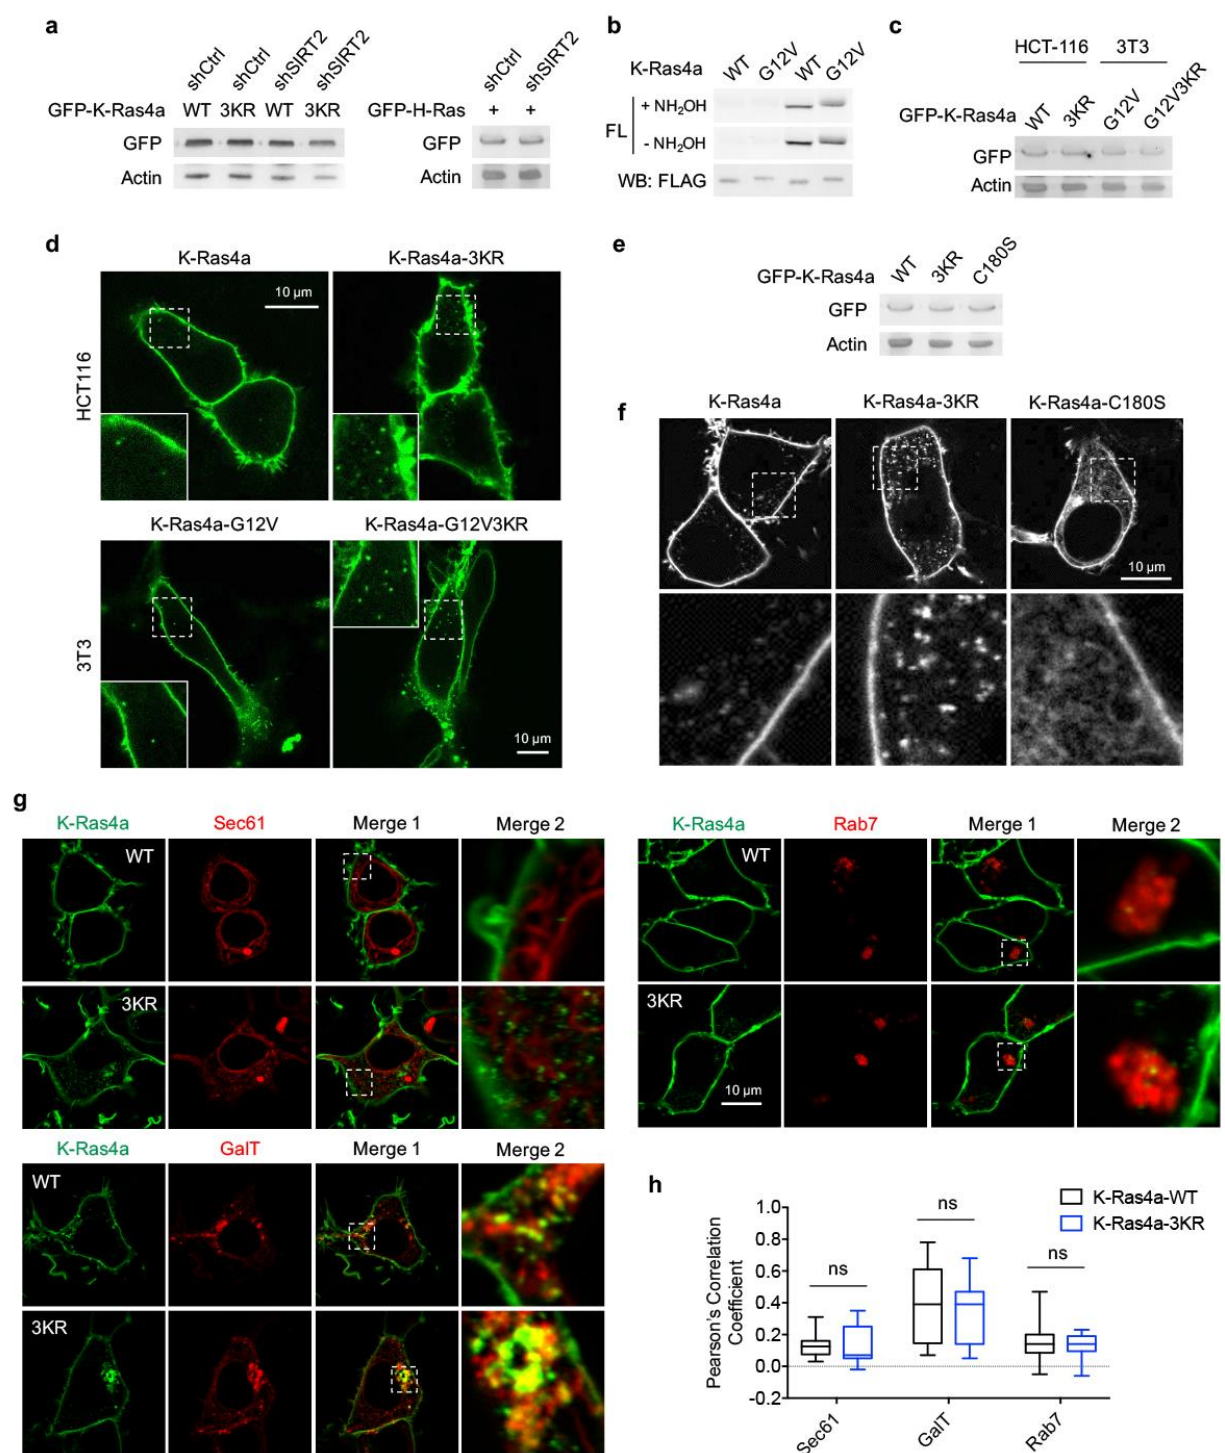 a
shCtrl shCtrl shSIRT2 shSIRT2
GFP-K-Ras4a WT 3KR WT 3KR
GFP
Actin
shCtrl shSIRT2
GFP-H-Ras + +
GFP
Actin
b
K-Ras4a WT G12V WT G12V
FL
+ NH₂OH
- NH₂OH
WB: FLAG
c
HCT-116 3T3
GFP-K-Ras4a WT 3KR G12V G12V3KR
GFP
Actin
d
K-Ras4a K-Ras4a-3KR
10 µm
HCT116
K-Ras4a-G12V K-Ras4a-G12V3KR
3T3
10 µm
e
GFP-K-Ras4a WT 3KR C180S
GFP
Actin
f
K-Ras4a K-Ras4a-3KR K-Ras4a-C180S
10 µm
g
K-Ras4a Sec61 Merge 1 Merge 2
WT
3KR
K-Ras4a GalT Merge 1 Merge 2
WT
3KR
K-Ras4a Rab7 Merge 1 Merge 2
WT
3KR
10 µm
h
K-Ras4a-WT
K-Ras4a-3KR
Pearson's Correlation
Coefficient
1.0
0.8
0.6
0.4
0.2
0.0
-0.2
ns
ns
ns
Sec61 GalT Rab7